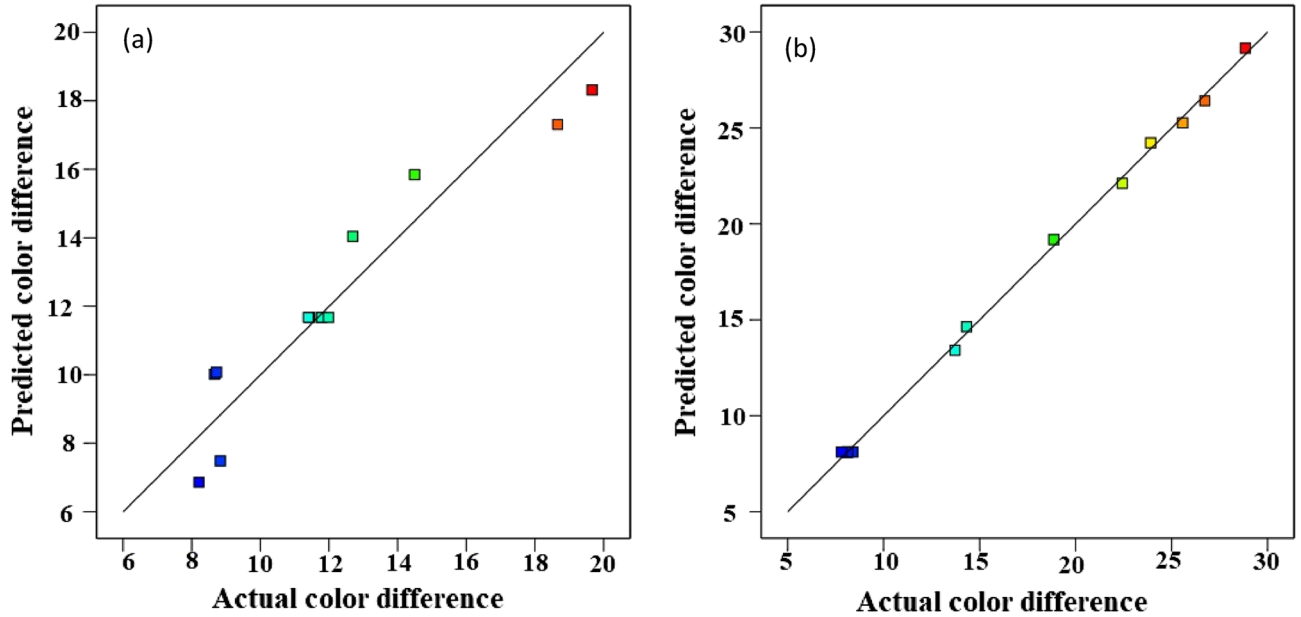 (a)
Predicted color difference
20
18
16
14
12
10
8
6
6 8 10 12 14 16 18 20
Actual color difference
(b)
Predicted color difference
30
25
20
15
10
5
5 10 15 20 25 30
Actual color difference